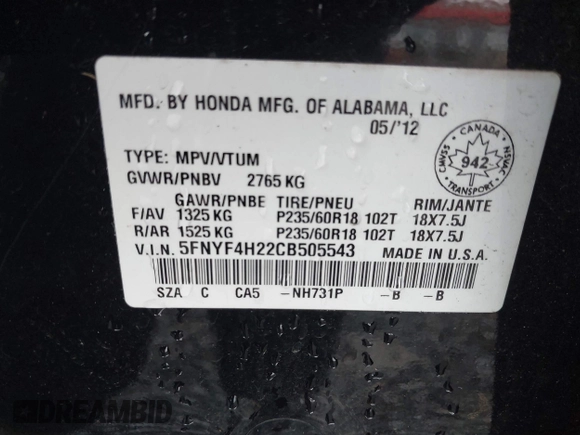 MFD. BY HONDA MFG. OF ALABAMA, LLC
05/'12
CANADA
CMVSS 942 NSVAC
TRANSPORT
TYPE: MPV/VTUM
GVWR/PNBV 2765 KG
GAWR/PNBE TIRE/PNEU RIM/JANTE
F/AV 1325 KG P235/60R18 102T 18X7.5J
R/AR 1525 KG P235/60R18 102T 18X7.5J
V.I.N. 5FNYF4H22CB505543 MADE IN U.S.A.
SZA C CA5 -NH731P -B -B
DREAMBID